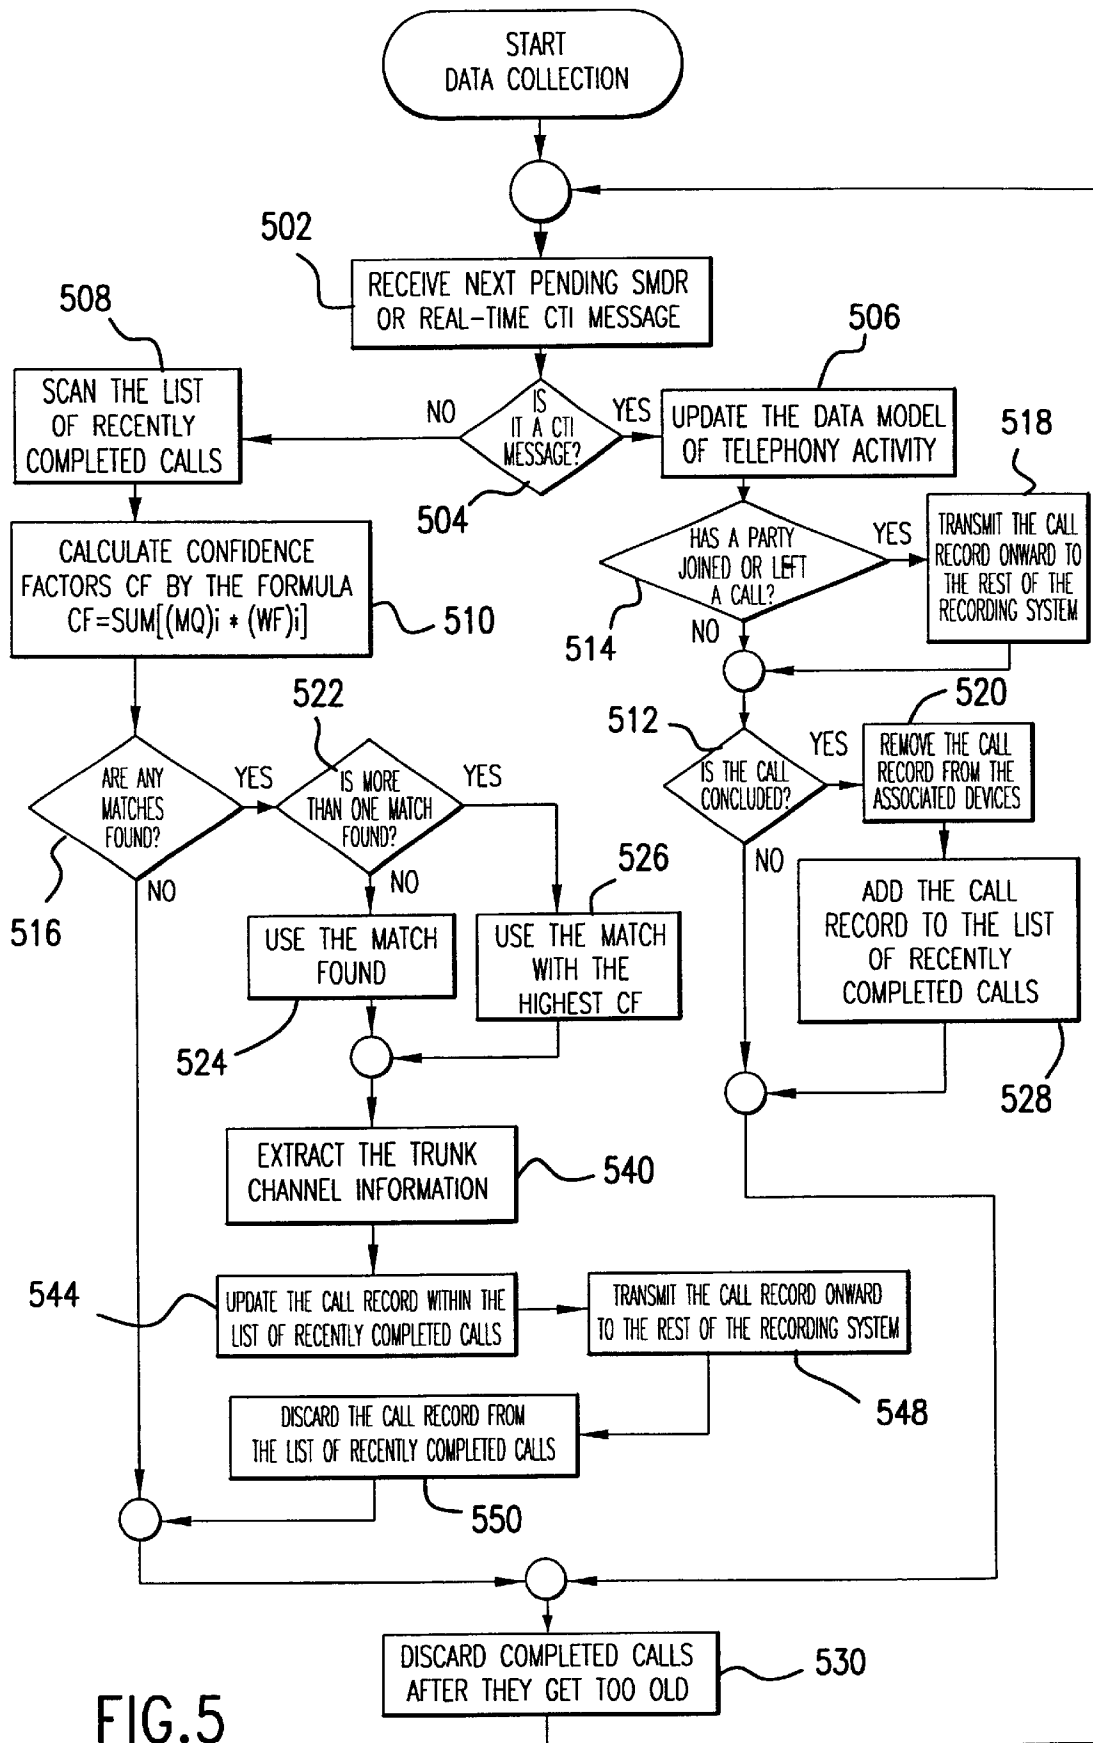 START
DATA COLLECTION
502
RECEIVE NEXT PENDING SMDR
OR REAL-TIME CTI MESSAGE
508
SCAN THE LIST
OF RECENTLY
COMPLETED CALLS
NO
IS
IT A CTI
MESSAGE?
YES
504
506
UPDATE THE DATA MODEL
OF TELEPHONY ACTIVITY
518
CALCULATE CONFIDENCE
FACTORS CF BY THE FORMULA
CF=SUM[(MQ)i * (WF)i]
510
HAS A PARTY
JOINED OR LEFT
A CALL?
YES
NO
514
TRANSMIT THE CALL
RECORD ONWARD TO
THE REST OF THE
RECORDING SYSTEM
522
512
520
ARE ANY
MATCHES
FOUND?
YES
NO
516
IS MORE
THAN ONE MATCH
FOUND?
YES
NO
IS THE CALL
CONCLUDED?
YES
NO
REMOVE THE CALL
RECORD FROM THE
ASSOCIATED DEVICES
526
USE THE MATCH
FOUND
524
USE THE MATCH
WITH THE
HIGHEST CF
ADD THE CALL
RECORD TO THE LIST
OF RECENTLY
COMPLETED CALLS
528
EXTRACT THE TRUNK
CHANNEL INFORMATION
540
544
UPDATE THE CALL RECORD WITHIN THE
LIST OF RECENTLY COMPLETED CALLS
TRANSMIT THE CALL RECORD ONWARD
TO THE REST OF THE RECORDING SYSTEM
548
DISCARD THE CALL RECORD FROM
THE LIST OF RECENTLY COMPLETED CALLS
550
DISCARD COMPLETED CALLS
AFTER THEY GET TOO OLD
530
FIG.5